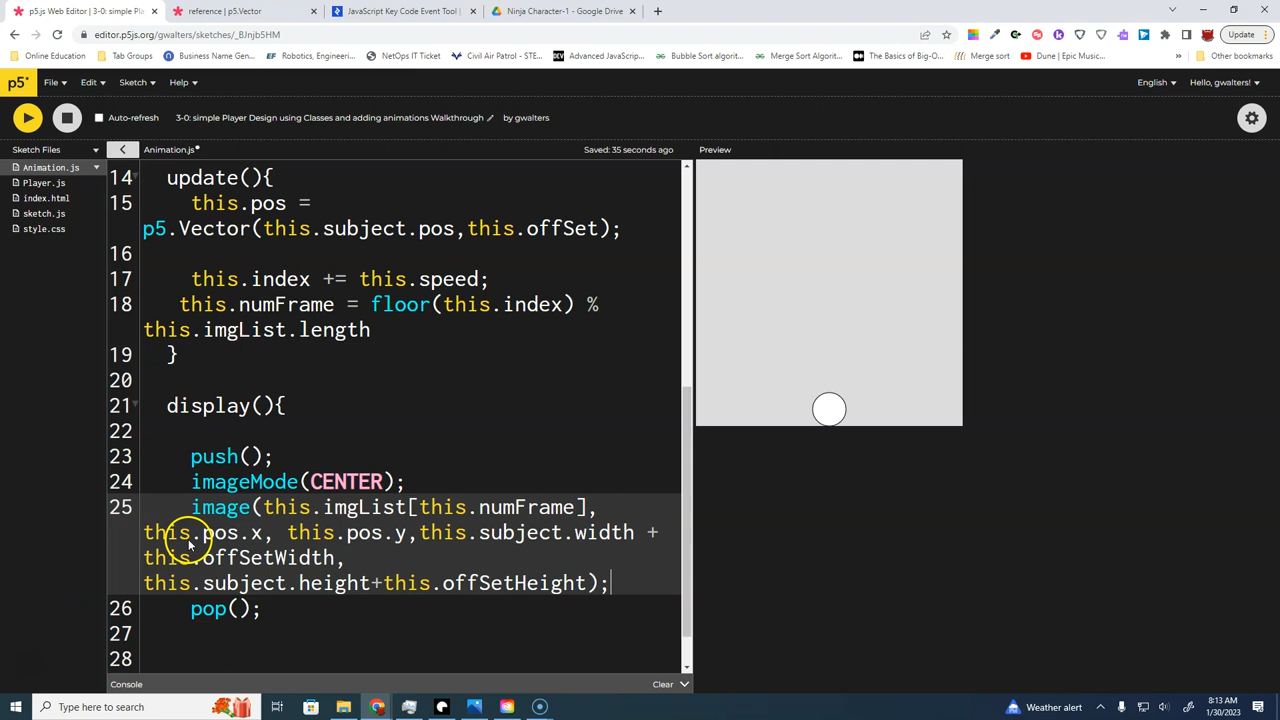 p5.js Web Editor | 3-0: simple Pla
reference | p5.Vector
JavaScript Key Code Event Tool |
Ninja Character-1 - Google Drive
editor.p5js.org/gwalters/sketches/_BJnjb5HM
Update
Online Education
Tab Groups
Business Name Gen...
Robotics, Engineeri...
NetOps IT Ticket
Civil Air Patrol - STE...
Advanced JavaScrip...
Bubble Sort algorit...
Merge Sort Algorit...
The Basics of Big-O...
Merge sort
Dune | Epic Music...
Other bookmarks
p5*
File
Edit
Sketch
Help
English
Hello, gwalters!
Auto-refresh
3-0: simple Player Design using Classes and adding animations Walkthrough
by gwalters
Sketch Files
Animation.js
Saved: 35 seconds ago
Preview
Animation.js
Player.js
index.html
sketch.js
style.css
14 update(){
15 this.pos =
p5.Vector(this.subject.pos,this.offSet);
16
17 this.index += this.speed;
18 this.numFrame = floor(this.index) %
this.imgList.length
19 }
20
21 display(){
22
23 push();
24 imageMode(CENTER);
25 image(this.imgList[this.numFrame],
this.pos.x, this.pos.y,this.subject.width +
this.offSetWidth,
this.subject.height+this.offSetHeight);
26 pop();
27
28
Console
Clear
Type here to search
Weather alert
8:13 AM
1/30/2023